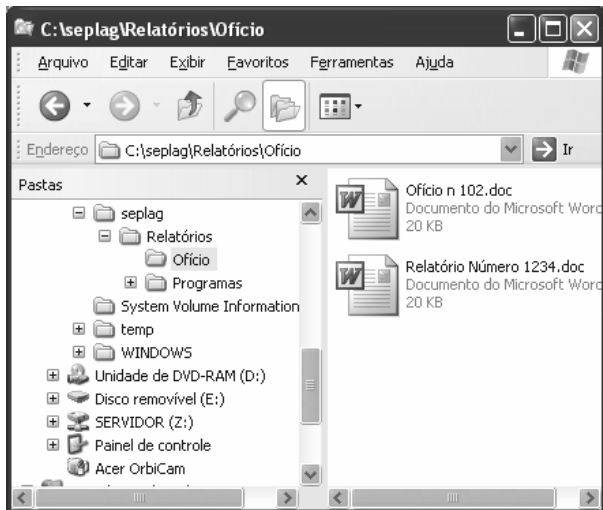 C:\seplag\Relatórios\Ofício
Arquivo Editar Exibir Favoritos Ferramentas Ajuda
Endereço C:\seplag\Relatórios\Ofício Ir
Pastas
seplag
Relatórios
Ofício
Programas
System Volume Information
temp
WINDOWS
Unidade de DVD-RAM (D:)
Disco removível (E:)
SERVIDOR (Z:)
Painel de controle
Acer OrbiCam
Ofício n 102.doc
Documento do Microsoft Word
20 KB
Relatório Número 1234.doc
Documento do Microsoft Word
20 KB